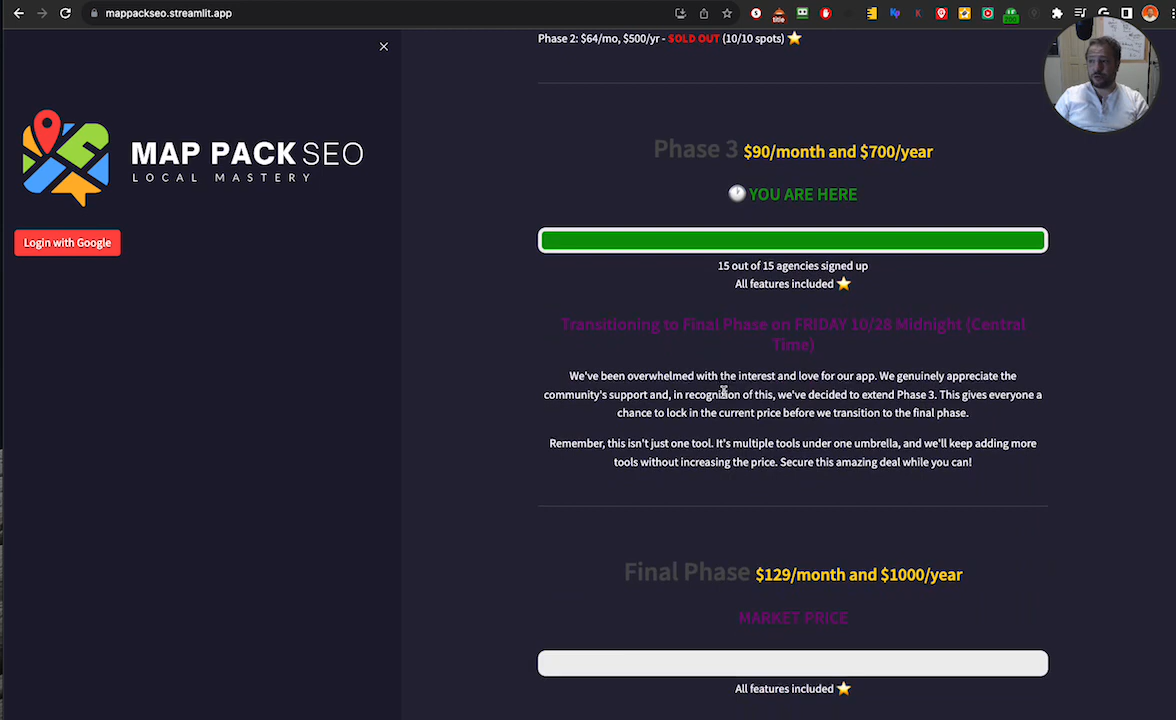 mappackseo.streamlit.app
title
Phase 2: $64/mo, $500/yr - SOLD OUT (10/10 spots)
MAP PACK SEO
LOCAL MASTERY
Login with Google
Phase 3 $90/month and $700/year
YOU ARE HERE
15 out of 15 agencies signed up
All features included
Transitioning to Final Phase on FRIDAY 10/28 Midnight (Central
Time)
We've been overwhelmed with the interest and love for our app. We genuinely appreciate the
community's support and, in recognition of this, we've decided to extend Phase 3. This gives everyone a
chance to lock in the current price before we transition to the final phase.
Remember, this isn't just one tool. It's multiple tools under one umbrella, and we'll keep adding more
tools without increasing the price. Secure this amazing deal while you can!
Final Phase $129/month and $1000/year
MARKET PRICE
All features included